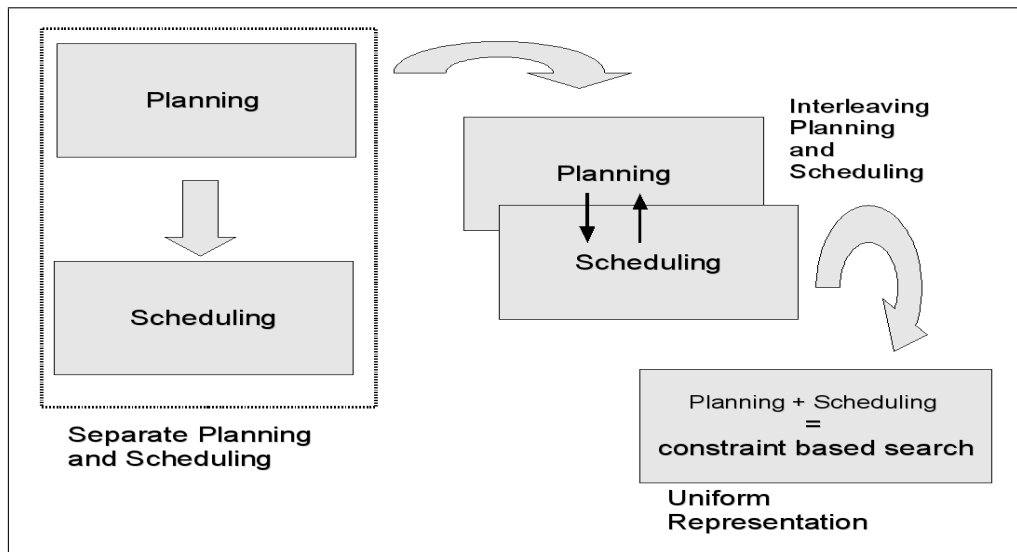 Planning
Scheduling
Separate Planning
and Scheduling
Planning
Scheduling
Interleaving
Planning
and
Scheduling
Planning + Scheduling
=
constraint based search
Uniform
Representation